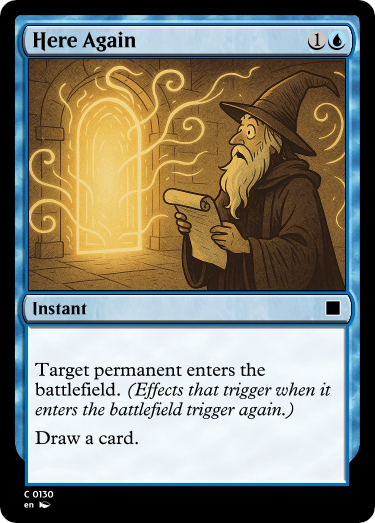 Here Again 1
Instant
Target permanent enters the
battlefield. (Effects that trigger when it
enters the battlefield trigger again.)
Draw a card.
C 0130
en